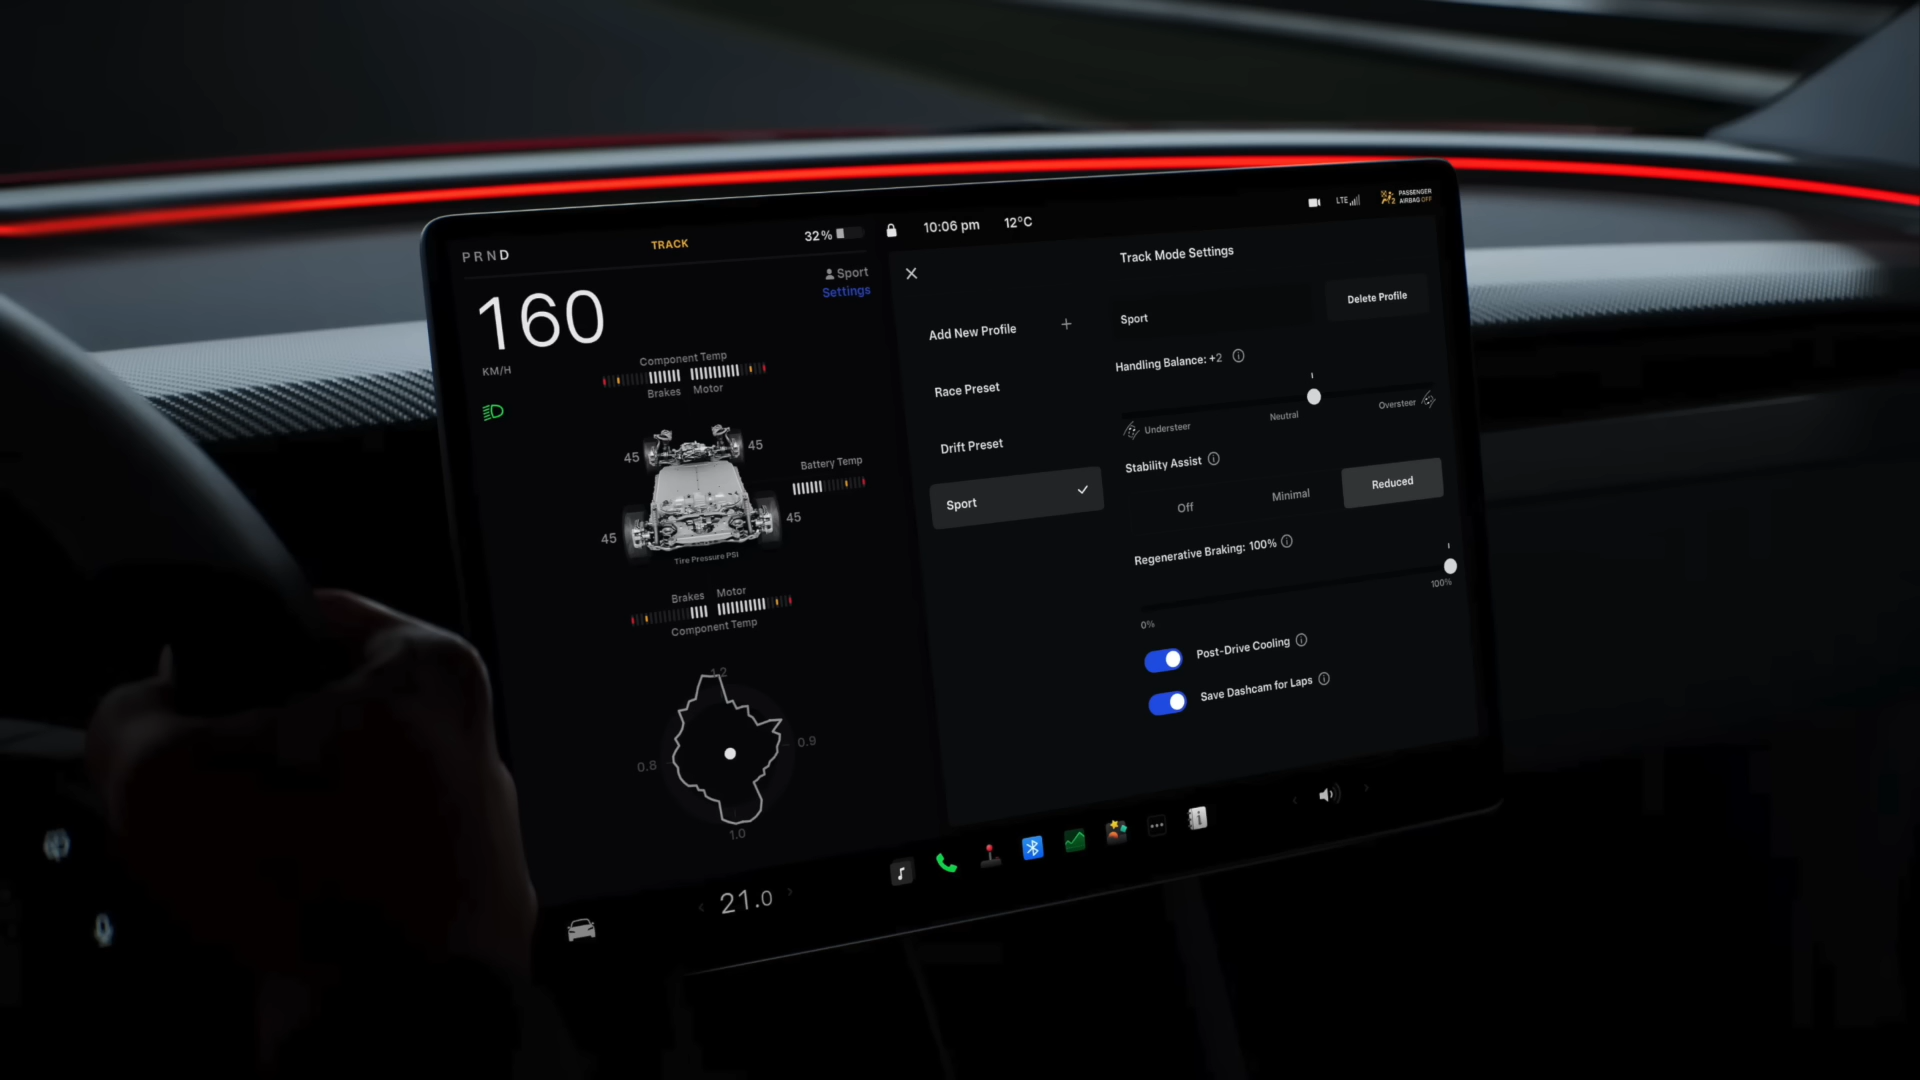 PRND
TRACK
32%
10:06 pm
12°C
LTE
PASSENGER
AIRBAG OFF
Sport
Settings
160
KM/H
Component Temp
Brakes
Motor
45
45
Battery Temp
45
45
Tire Pressure PSI
Brakes
Motor
Component Temp
1.2
0.8
0.9
1.0
Track Mode Settings
Add New Profile +
Race Preset
Drift Preset
Sport
Sport
Delete Profile
Handling Balance: +2
Understeer
Neutral
Oversteer
Stability Assist
Off
Minimal
Reduced
Regenerative Braking: 100%
0%
100%
Post-Drive Cooling
Save Dashcam for Laps
21.0